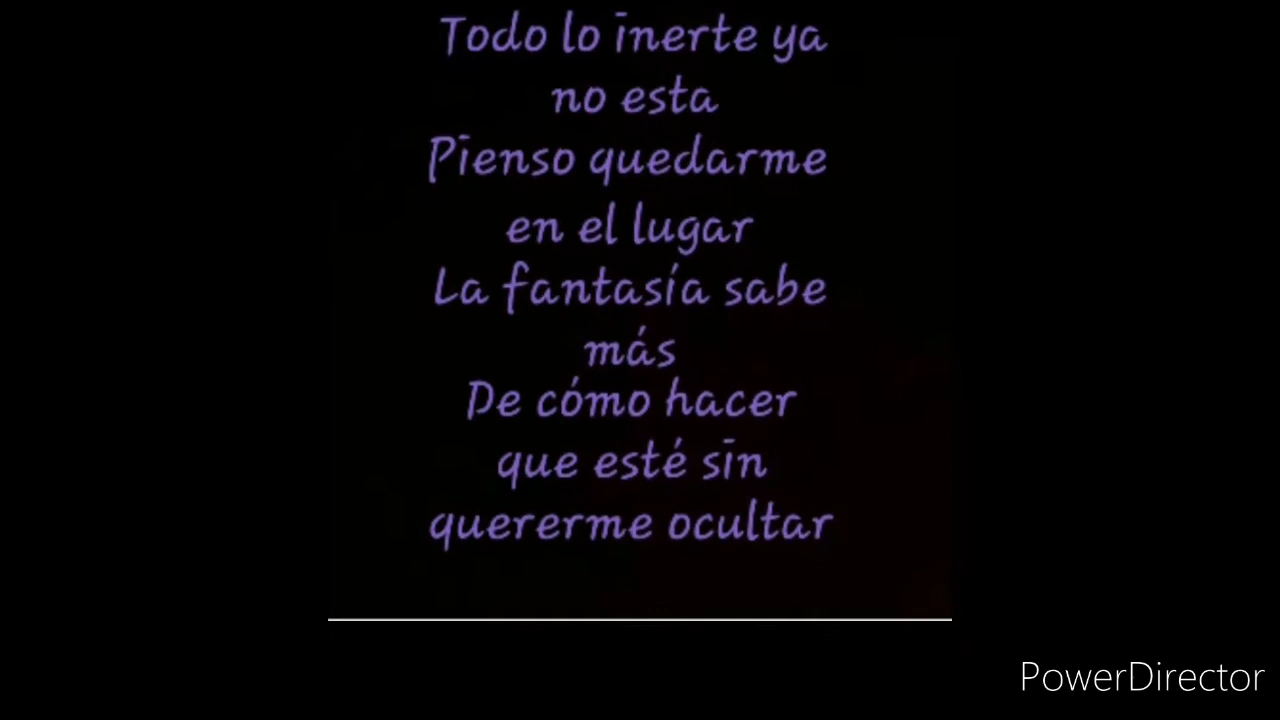 Todo lo inerte ya
no esta
Pienso quedarme
en el lugar
La fantasía sabe
más
De cómo hacer
que esté sin
quererme ocultar
PowerDirector